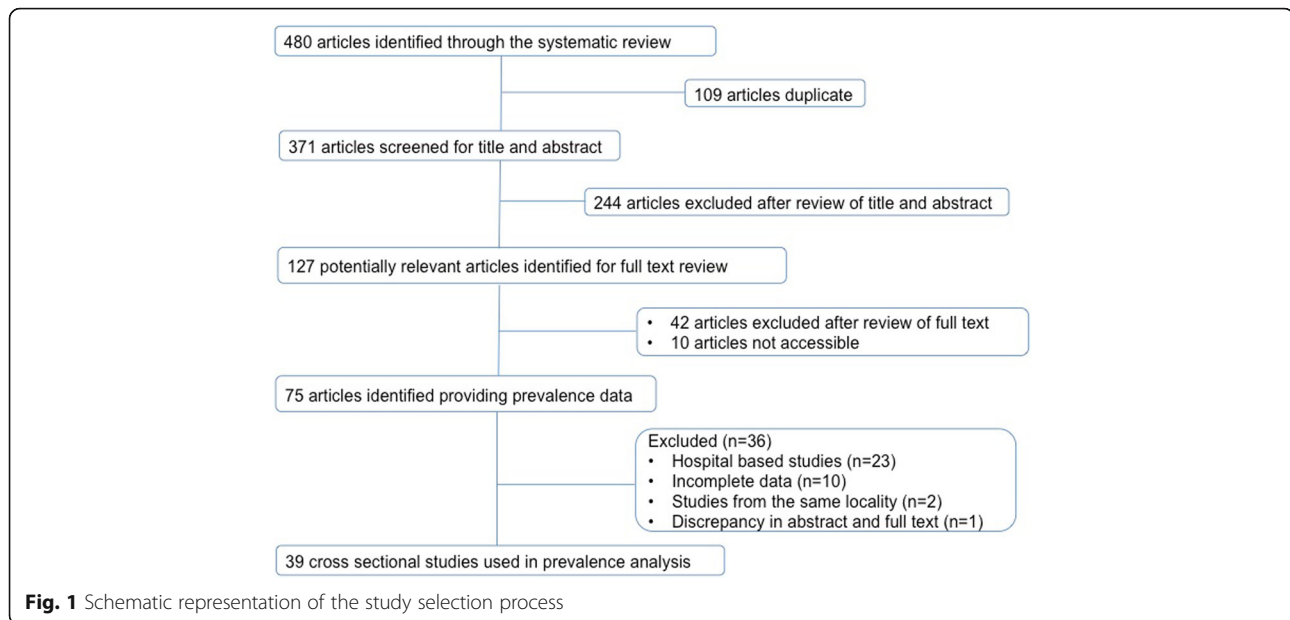 480 articles identified through the systematic review
109 articles duplicate
371 articles screened for title and abstract
244 articles excluded after review of title and abstract
127 potentially relevant articles identified for full text review
• 42 articles excluded after review of full text
• 10 articles not accessible
75 articles identified providing prevalence data
Excluded (n=36)
• Hospital based studies (n=23)
• Incomplete data (n=10)
• Studies from the same locality (n=2)
• Discrepancy in abstract and full text (n=1)
39 cross sectional studies used in prevalence analysis
Fig. 1 Schematic representation of the study selection process